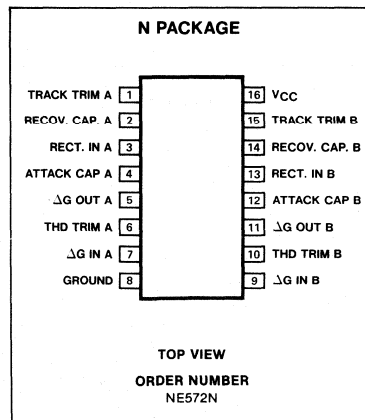 N PACKAGE
TRACK TRIM A 1 16 VCC
RECOV. CAP. A 2 15 TRACK TRIM B
RECT. IN A 3 14 RECOV. CAP. B
ATTACK CAP A 4 13 RECT. IN B
ΔG OUT A 5 12 ATTACK CAP B
THD TRIM A 6 11 ΔG OUT B
ΔG IN A 7 10 THD TRIM B
GROUND 8 9 ΔG IN B
TOP VIEW
ORDER NUMBER
NE572N